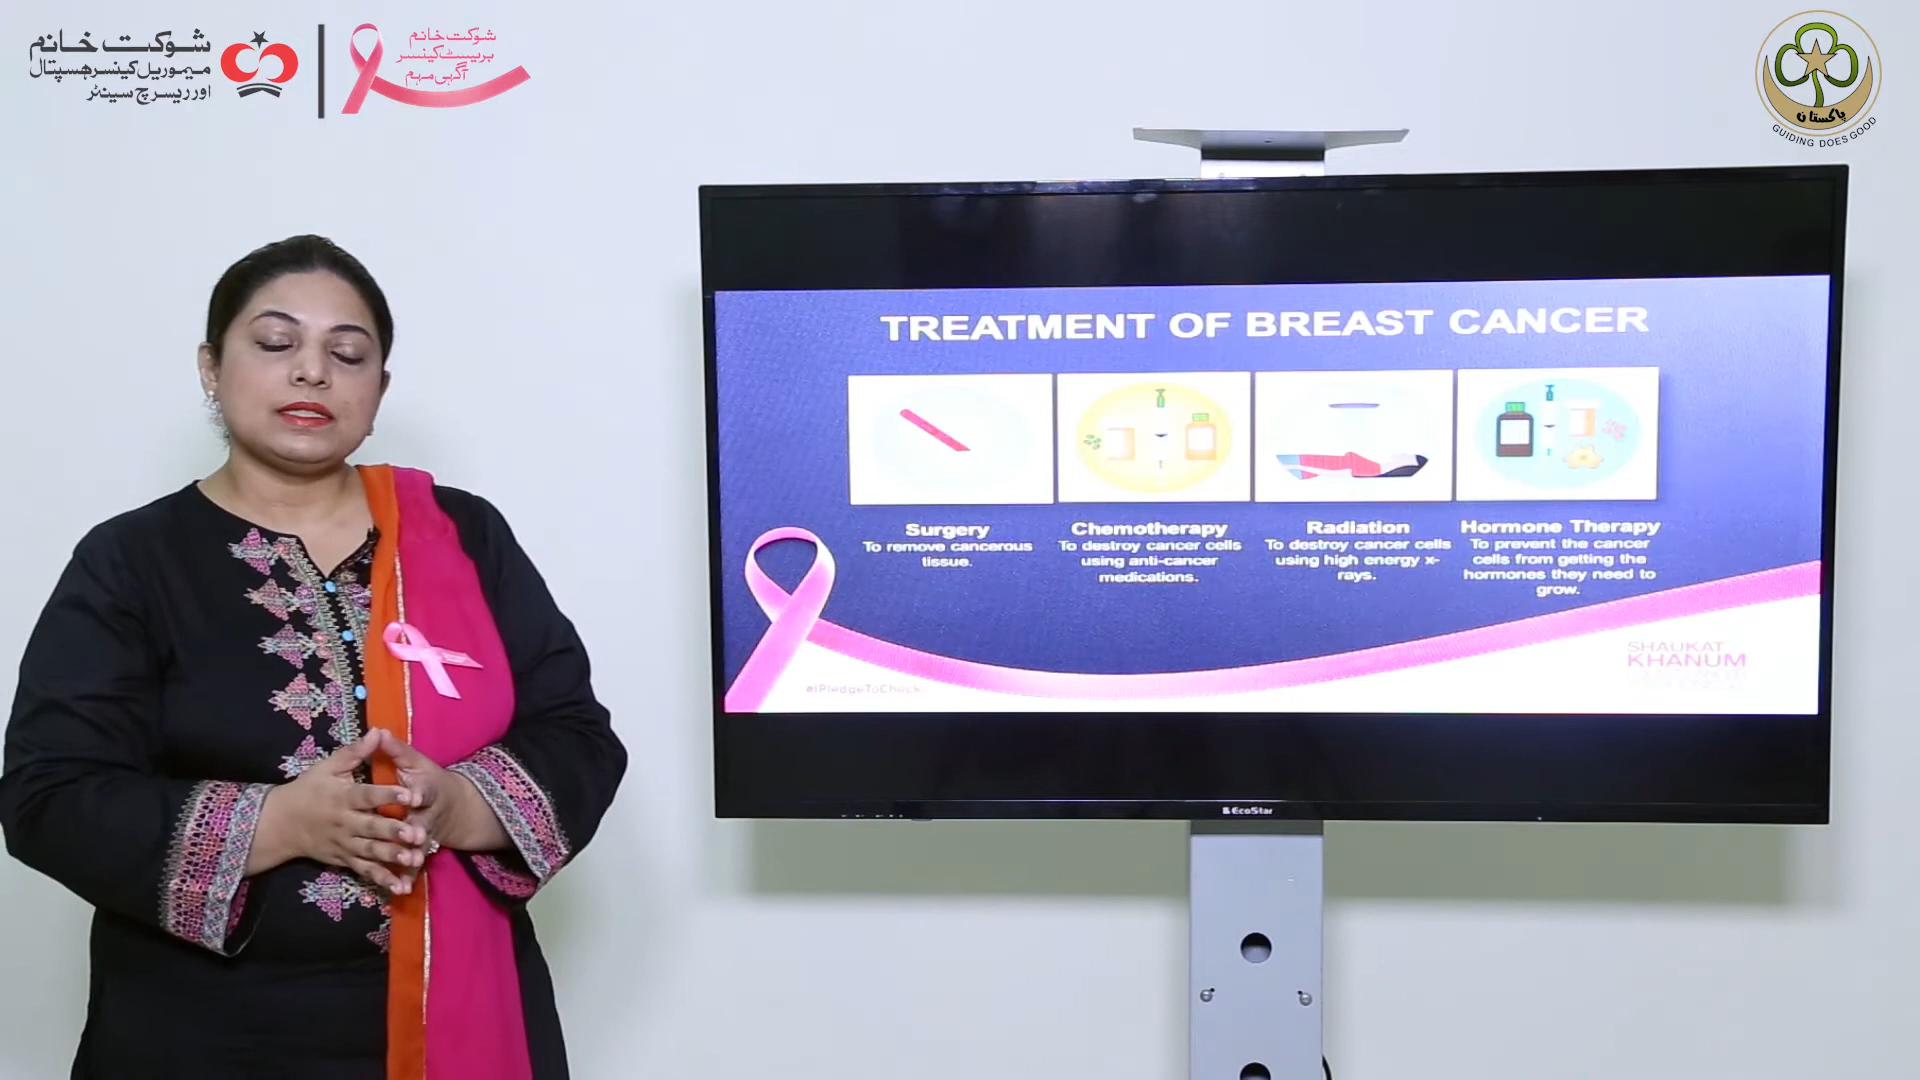 شوکت خانم
میموریل کینسر ہسپتال
اور ریسرچ سینٹر
شوکت خانم
بریسٹ کینسر
آگہی مہم
پاکستان
GUIDING DOES GOOD
TREATMENT OF BREAST CANCER
Surgery
To remove cancerous
tissue.
Chemotherapy
To destroy cancer cells
using anti-cancer
medications.
Radiation
To destroy cancer cells
using high energy x-
rays.
Hormone Therapy
To prevent the cancer
cells from getting the
hormones they need to
grow.
#IPledgeToCheck
SHAUKAT
KHANUM
EcoStar